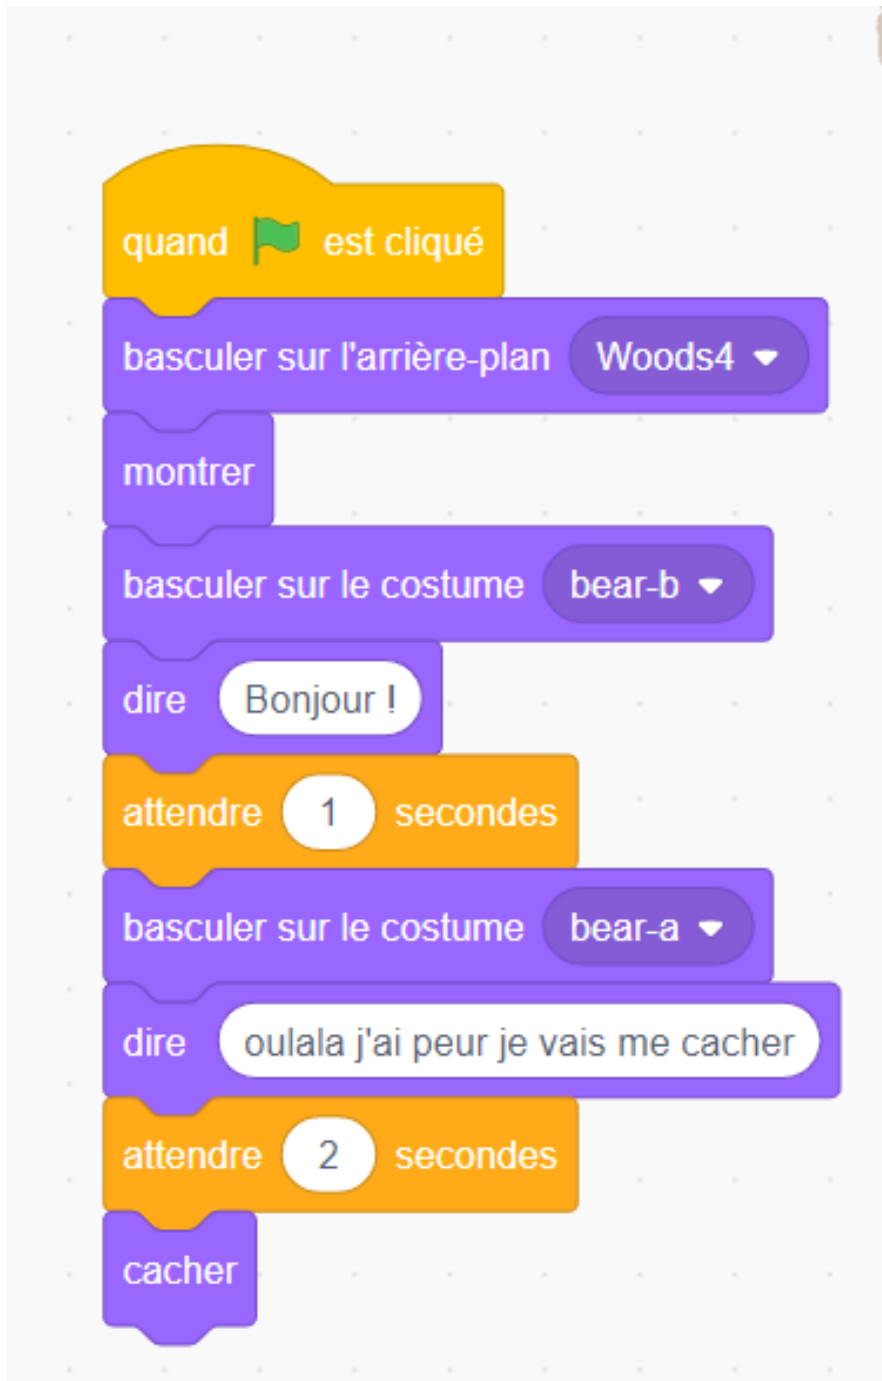 quand est cliqué
basculer sur l'arrière-plan Woods4
montrer
basculer sur le costume bear-b
dire Bonjour !
attendre 1 secondes
basculer sur le costume bear-a
dire oulala j'ai peur je vais me cacher
attendre 2 secondes
cacher